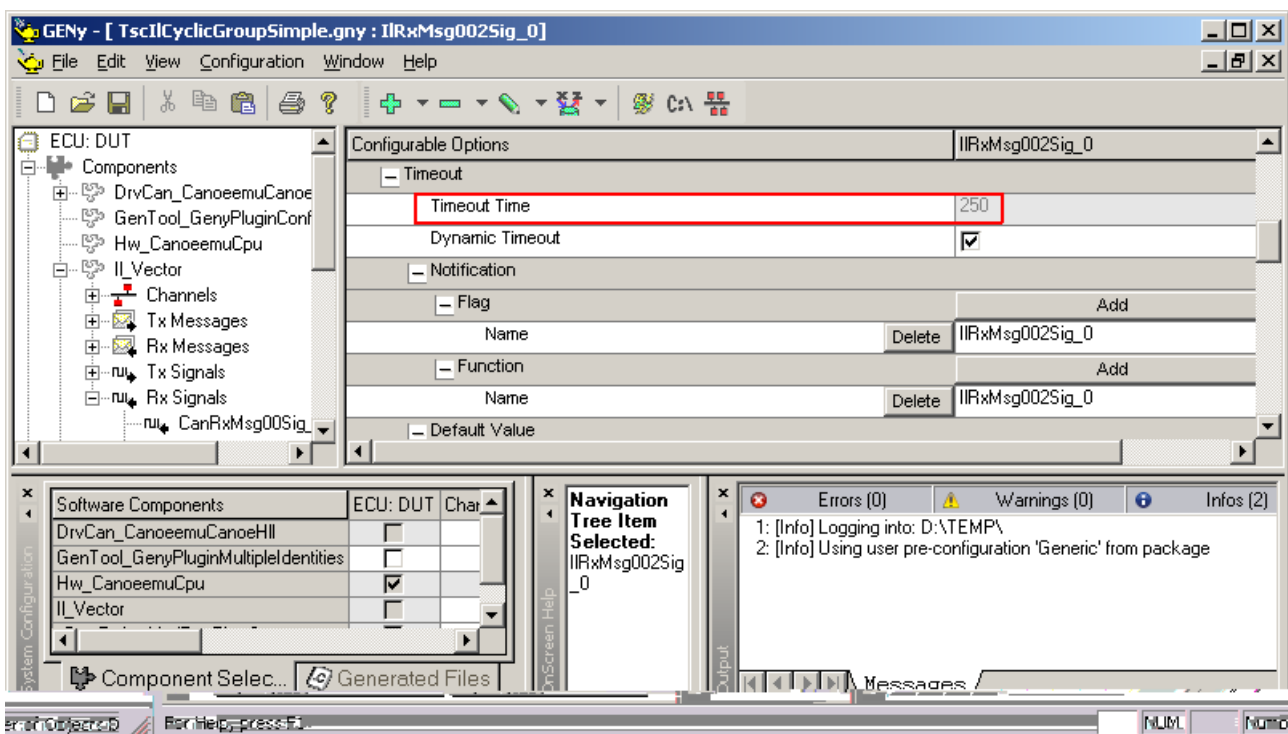 GENy - [ TscIlCyclicGroupSimple.gny : IlRxMsg002Sig_0]
File Edit View Configuration Window Help
C:\
ECU: DUT
Components
DrvCan_CanoeemuCanoe
GenTool_GenyPluginConf
Hw_CanoeemuCpu
Il_Vector
Channels
Tx Messages
Rx Messages
Tx Signals
Rx Signals
CanRxMsg00Sig_
Configurable Options IlRxMsg002Sig_0
Timeout
Timeout Time 250
Dynamic Timeout
Notification
Flag Add
Name Delete IlRxMsg002Sig_0
Function Add
Name Delete IlRxMsg002Sig_0
Default Value
System Configuration
Software Components ECU: DUT Char
DrvCan_CanoeemuCanoeHll
GenTool_GenyPluginMultipleIdentities
Hw_CanoeemuCpu
Il_Vector
Component Selec... Generated Files
OnScreen Help
Navigation
Tree Item
Selected:
IlRxMsg002Sig
_0
Output
Errors (0) Warnings (0) Infos (2)
1: [Info] Logging into: D:\TEMP\
2: [Info] Using user pre-configuration 'Generic' from package
Messages
For Help, press F1
NUM